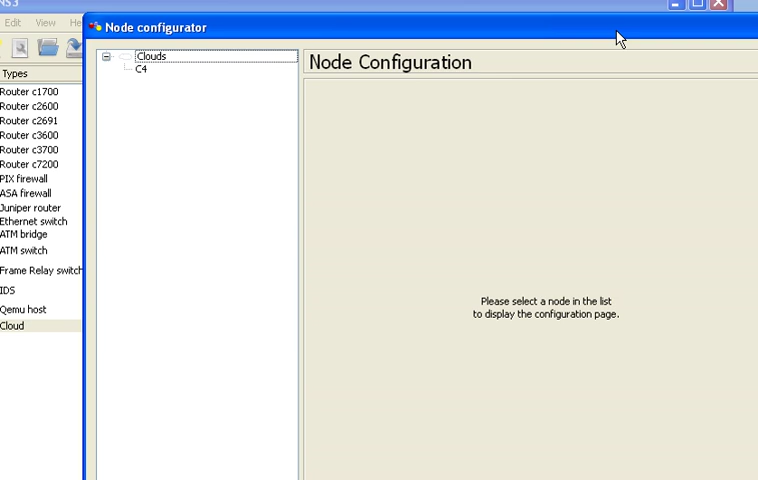 NS3
Edit View He
Node configurator
Types
Router c1700
Router c2600
Router c2691
Router c3600
Router c3700
Router c7200
PIX firewall
ASA firewall
Juniper router
Ethernet switch
ATM bridge
ATM switch
Frame Relay switch
IDS
Qemu host
Cloud
Clouds
C4
Node Configuration
Please select a node in the list
to display the configuration page.